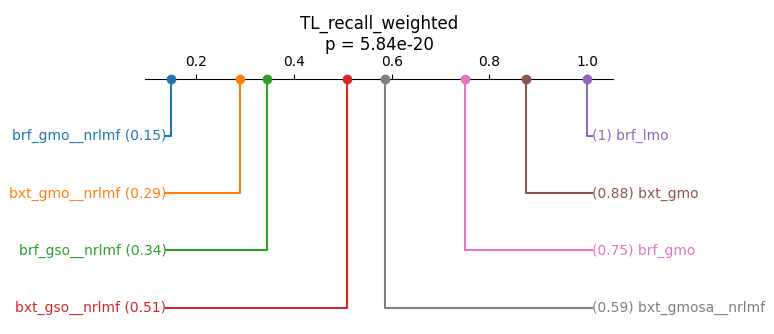 TL_recall_weighted
p = 5.84e-20
0.2 0.4 0.6 0.8 1.0
brf_gmo__nrlmf (0.15) (1) brf_lmo
bxt_gmo__nrlmf (0.29) (0.88) bxt_gmo
brf_gso__nrlmf (0.34) (0.75) brf_gmo
bxt_gso__nrlmf (0.51) (0.59) bxt_gmosa__nrlmf